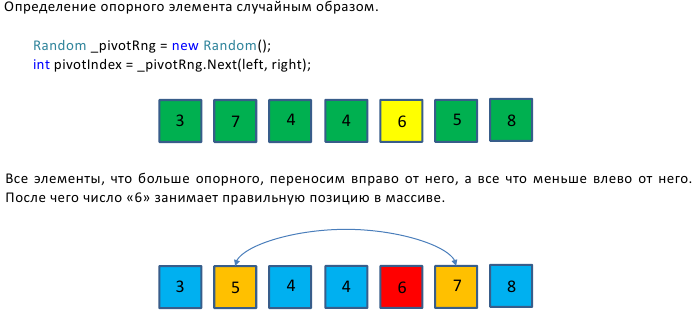 Определение опорного элемента случайным образом.
Random _pivotRng = new Random();
int pivotIndex = _pivotRng.Next(left, right);
3 7 4 4 6 5 8
Все элементы, что больше опорного, переносим вправо от него, а все что меньше влево от него.
После чего число «6» занимает правильную позицию в массиве.
3 5 4 4 6 7 8